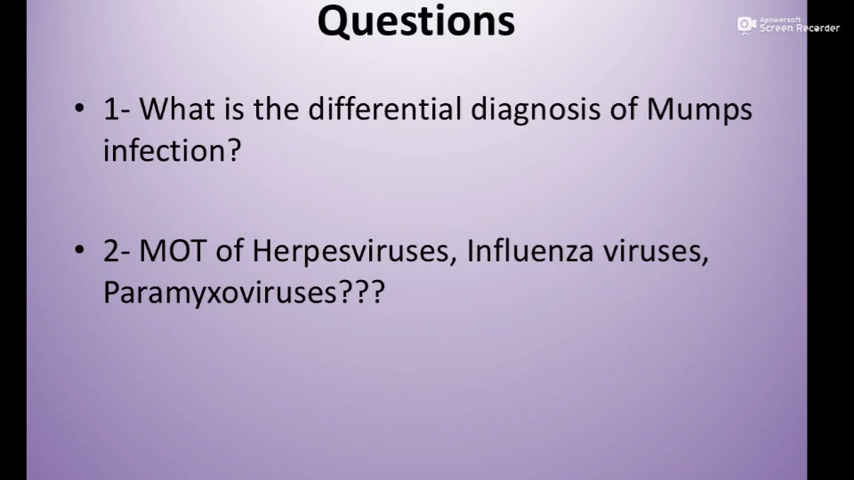 Questions
Apowersoft
Screen Recorder
• 1- What is the differential diagnosis of Mumps
infection?
• 2- MOT of Herpesviruses, Influenza viruses,
Paramyxoviruses???